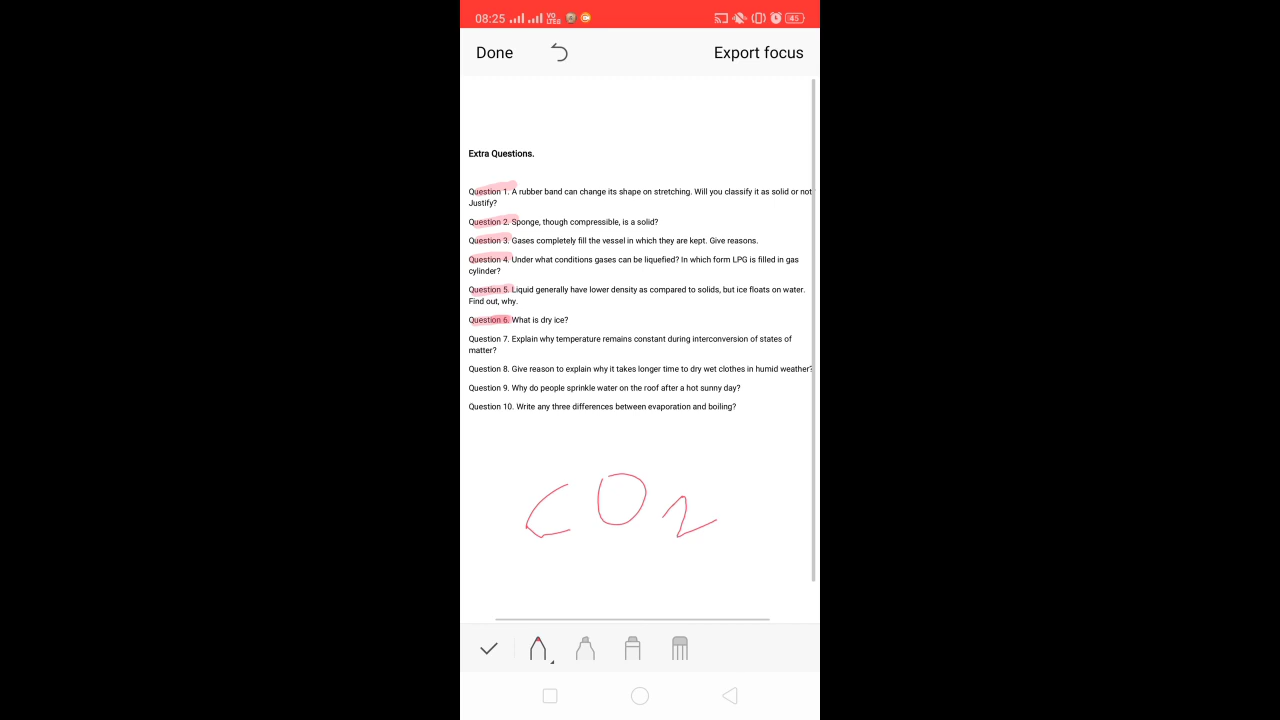 08:25 VO LTE 45
Done Export focus
Extra Questions.
Question 1. A rubber band can change its shape on stretching. Will you classify it as solid or not
Justify?
Question 2. Sponge, though compressible, is a solid?
Question 3. Gases completely fill the vessel in which they are kept. Give reasons.
Question 4. Under what conditions gases can be liquefied? In which form LPG is filled in gas
cylinder?
Question 5. Liquid generally have lower density as compared to solids, but ice floats on water.
Find out, why.
Question 6. What is dry ice?
Question 7. Explain why temperature remains constant during interconversion of states of
matter?
Question 8. Give reason to explain why it takes longer time to dry wet clothes in humid weather?
Question 9. Why do people sprinkle water on the roof after a hot sunny day?
Question 10. Write any three differences between evaporation and boiling?
CO2